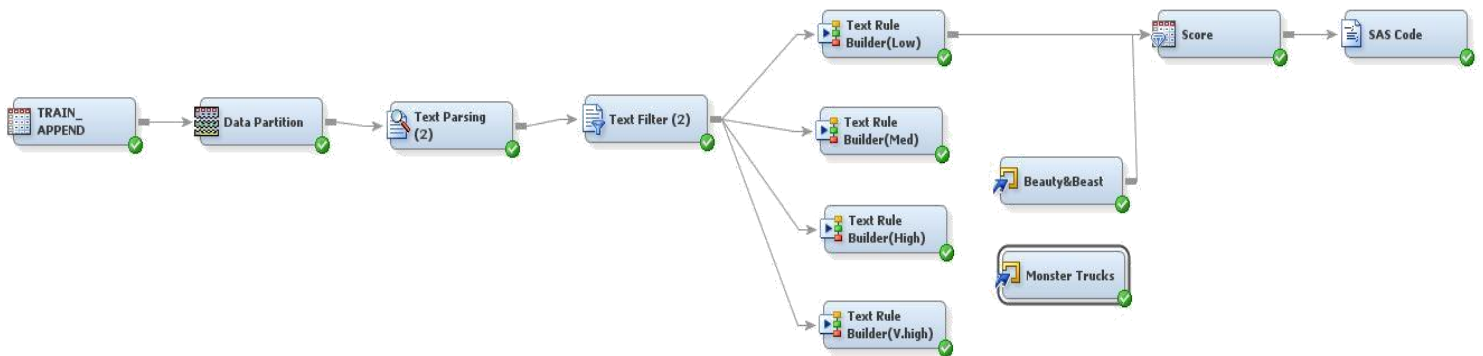 TRAIN_
APPEND
Data Partition
Text Parsing
(2)
Text Filter (2)
Text Rule
Builder(Low)
Text Rule
Builder(Med)
Text Rule
Builder(High)
Text Rule
Builder(V.high)
Beauty&Beast
Monster Trucks
Score
SAS Code